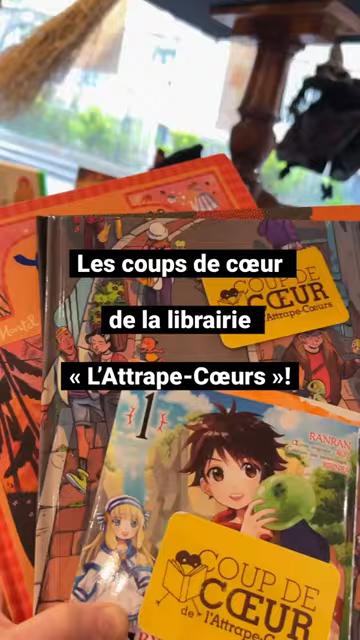 Les coups de cœur
de la librairie
« L'Attrape-Cœurs »!
COUP DE
CŒUR
l'Attrape-Cœurs
1
RANRAN
COUP DE
CŒUR
de l'Attrape-